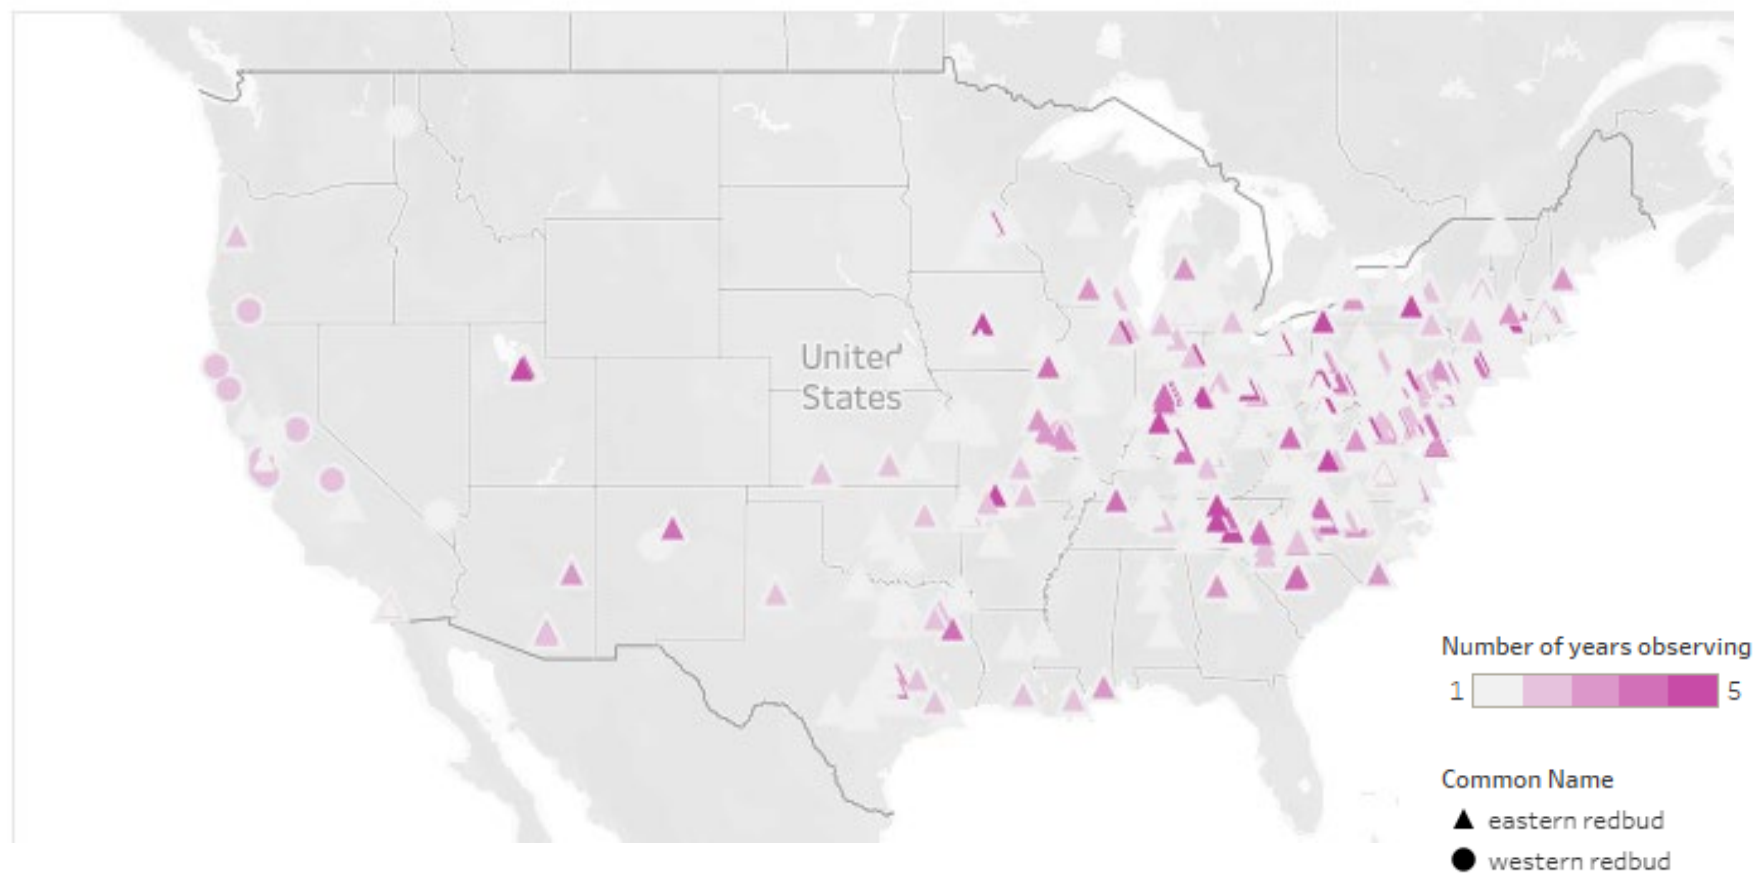 United
States
Number of years observing
1 5
Common Name
eastern redbud
western redbud